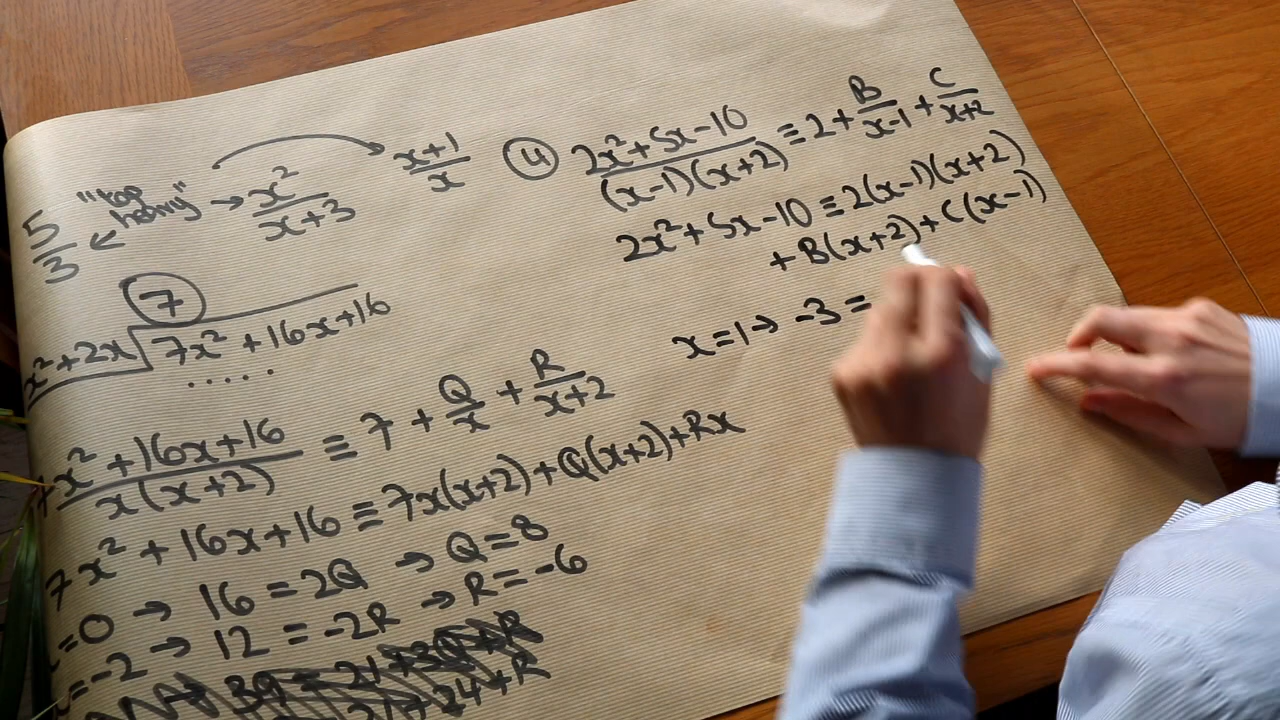 5/3 ← "top heavy" → x²/(x+3)
(x+1)/x
7
x²+2x √ 7x² + 16x + 16
.....
(7x² + 16x + 16)/(x(x+2)) ≡ 7 + Q/x + R/(x+2)
7x² + 16x + 16 ≡ 7x(x+2) + Q(x+2) + Rx
x=0 → 16 = 2Q → Q = 8
x=-2 → 12 = -2R → R = -6
④ (2x² + 5x - 10)/((x-1)(x+2)) ≡ 2 + B/(x-1) + C/(x+2)
2x² + 5x - 10 ≡ 2(x-1)(x+2)
+ B(x+2) + C(x-1)
x = 1 → -3 =